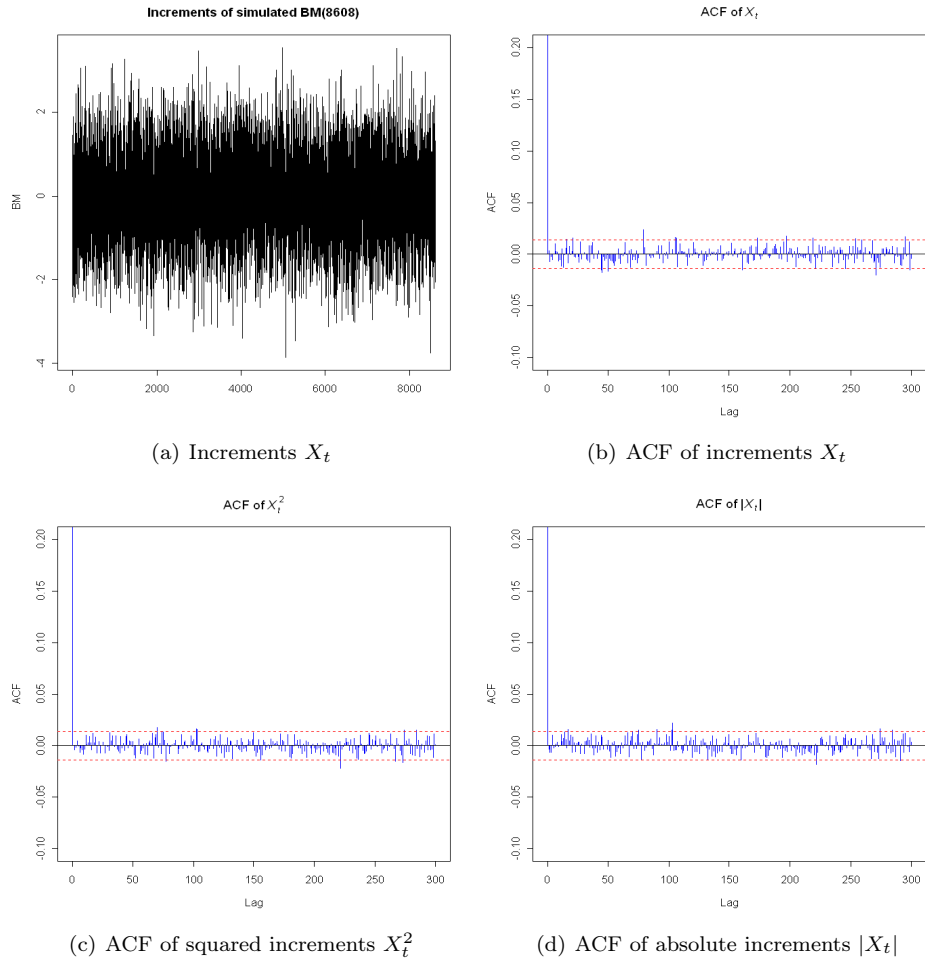 Increments of simulated BM(8608)
BM
2
0
-2
-4
0 2000 4000 6000 8000
(a) Increments X_t
ACF of X_t
ACF
0.20
0.15
0.10
0.05
0.00
-0.05
-0.10
0 50 100 150 200 250 300
Lag
(b) ACF of increments X_t
ACF of X_t^2
ACF
0.20
0.15
0.10
0.05
0.00
-0.05
-0.10
0 50 100 150 200 250 300
Lag
(c) ACF of squared increments X_t^2
ACF of |X_t|
ACF
0.20
0.15
0.10
0.05
0.00
-0.05
-0.10
0 50 100 150 200 250 300
Lag
(d) ACF of absolute increments |X_t|